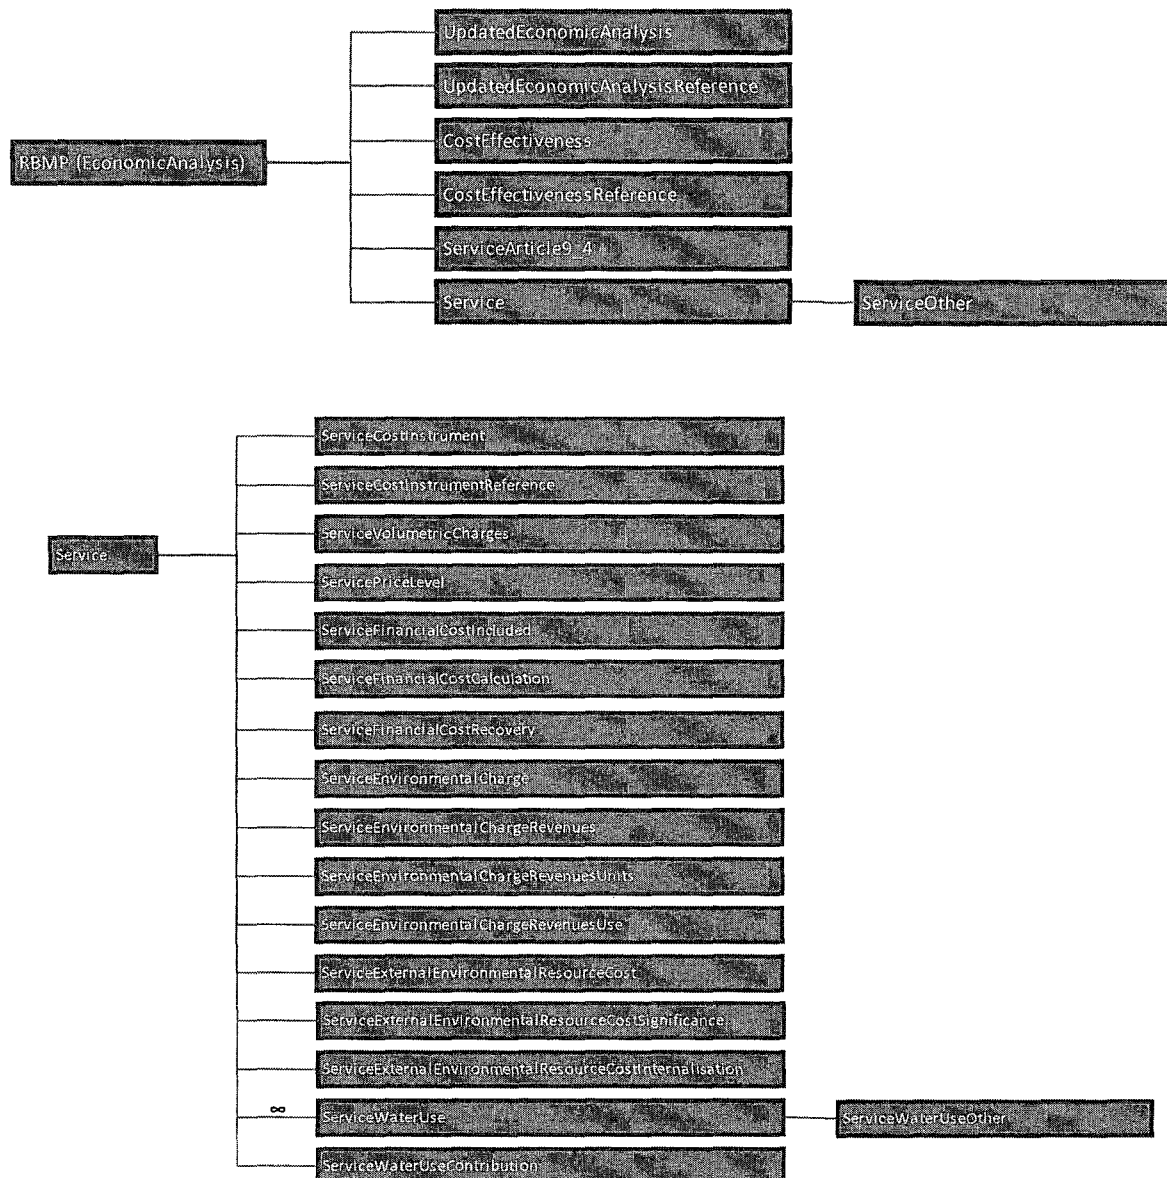 UpdatedEconomicAnalysis
UpdatedEconomicAnalysisReference
CostEffectiveness
RBMP (EconomicAnalysis)
CostEffectivenessReference
ServiceArticle9_4
Service
ServiceOther
ServiceCostInstrument
ServiceCostInstrumentReference
ServiceVolumetricCharges
Service
ServicePriceLevel
ServiceFinancialCostIncluded
ServiceFinancialCostCalculation
ServiceFinancialCostRecovery
ServiceEnvironmentalCharge
ServiceEnvironmentalChargeRevenues
ServiceEnvironmentalChargeRevenuesUnits
ServiceEnvironmentalChargeRevenuesUse
ServiceExternalEnvironmentalResourceCost
ServiceExternalEnvironmentalResourceCostSignificance
ServiceExternalEnvironmentalResourceCostInternalisation
∞
ServiceWaterUse
ServiceWaterUseOther
ServiceWaterUseContribution